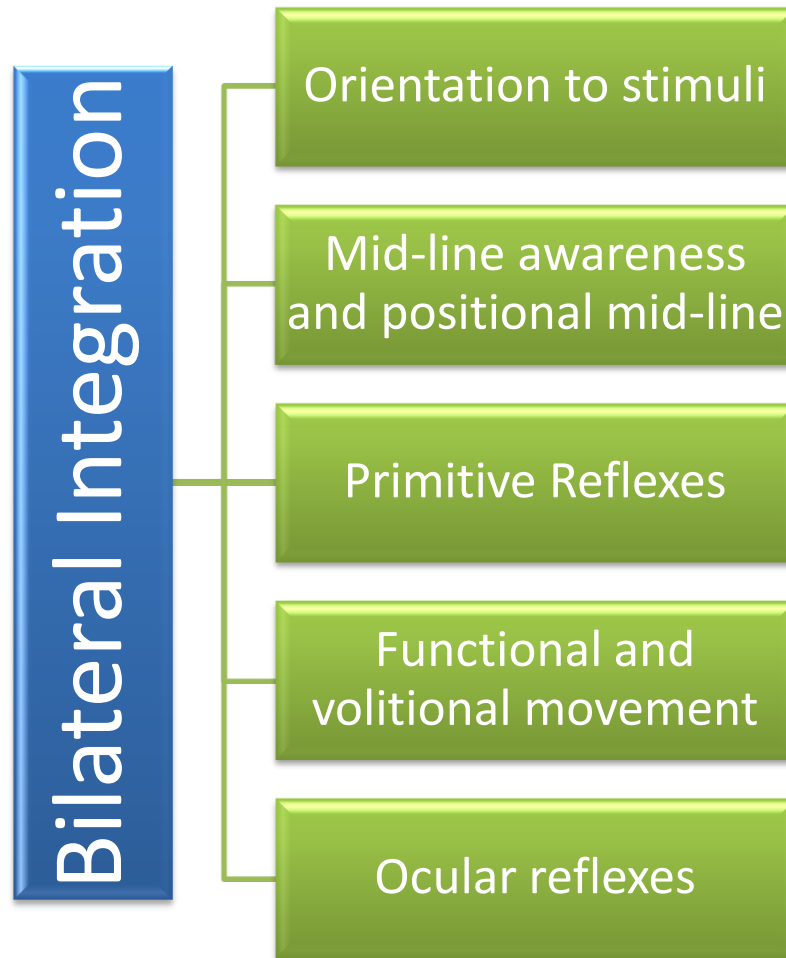 Bilateral Integration
Orientation to stimuli
Mid-line awareness
and positional mid-line
Primitive Reflexes
Functional and
volitional movement
Ocular reflexes